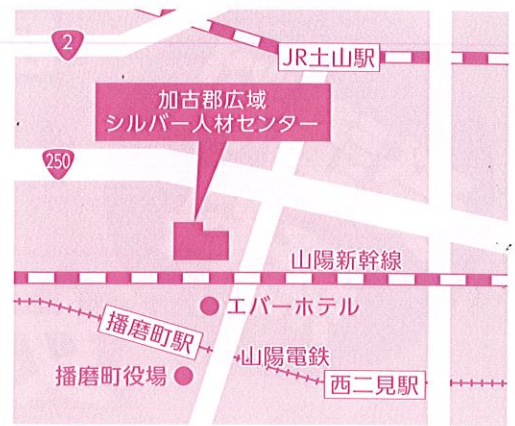 2
JR土山駅
加古郡広域
シルバー人材センター
250
山陽新幹線
エバーホテル
播磨町駅
山陽電鉄
播磨町役場
西二見駅